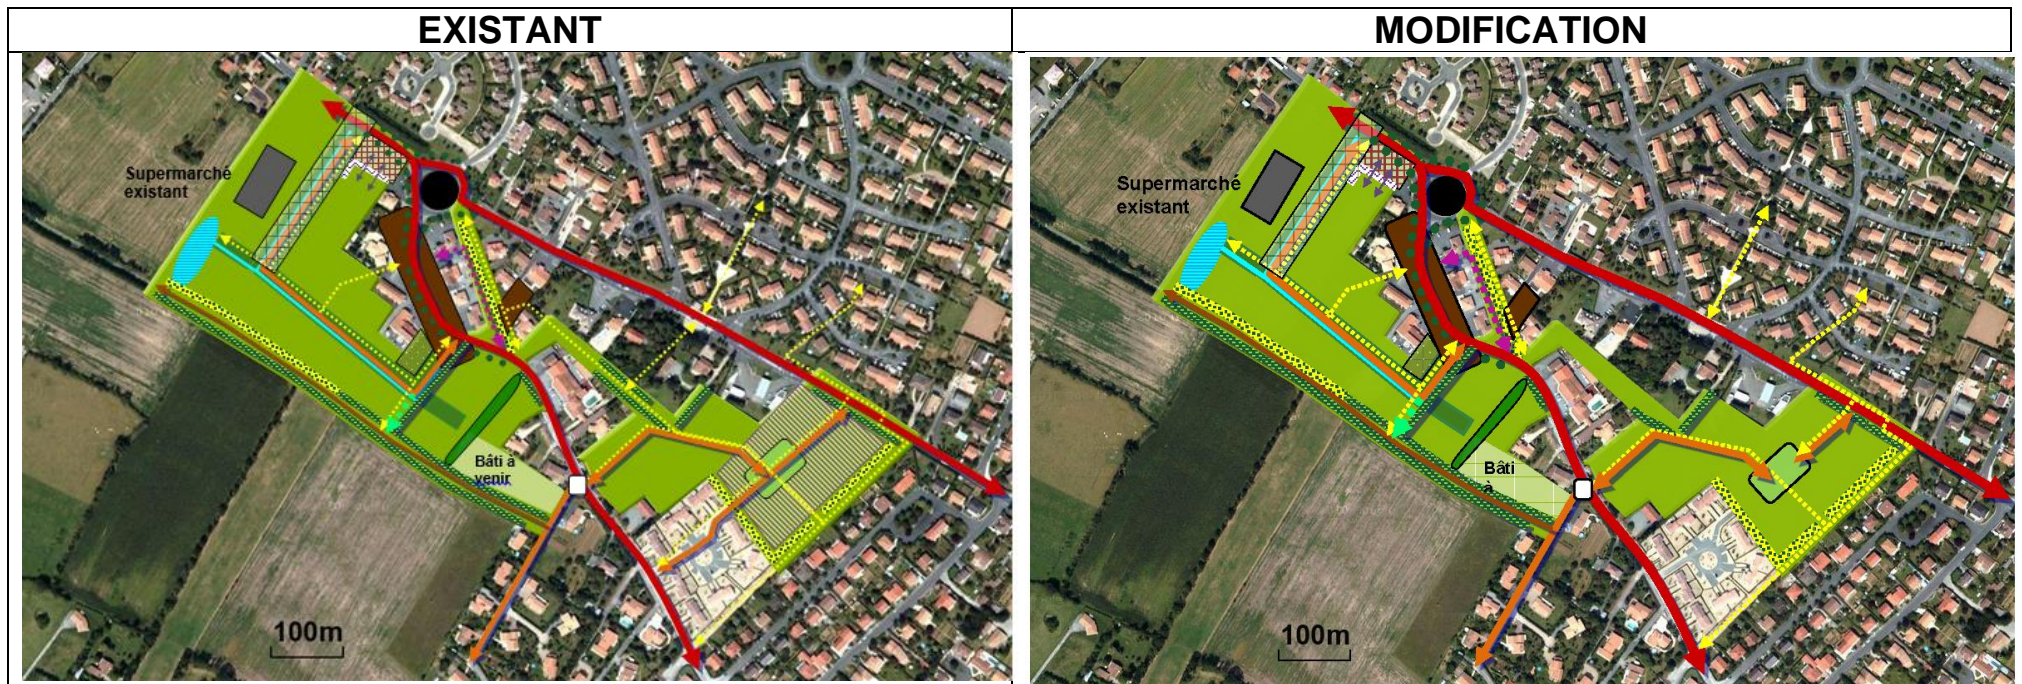 EXISTANT
MODIFICATION
Supermarché
existant
Bâti à
venir
100m
Supermarché
existant
Bâti
à
100m